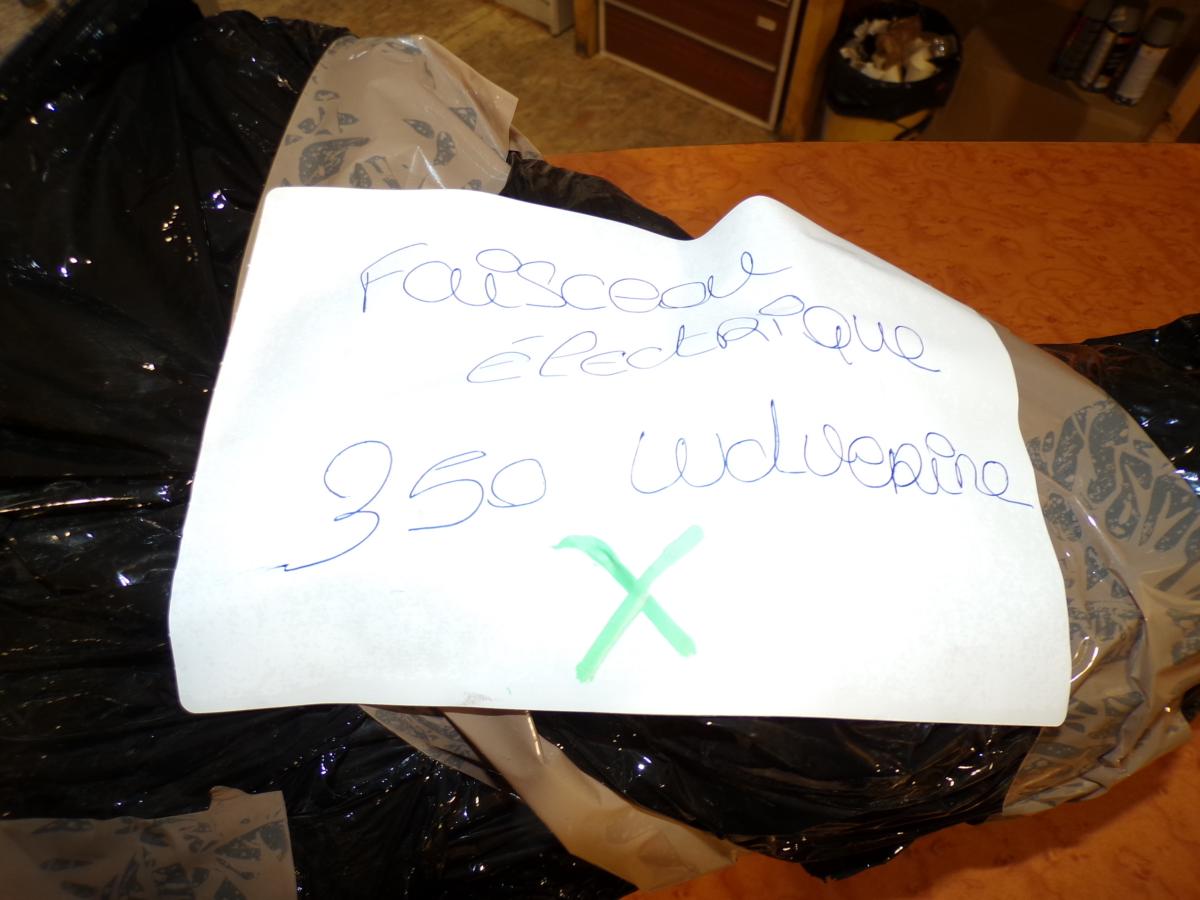 Faisceau
électrique
350 wolverine
X